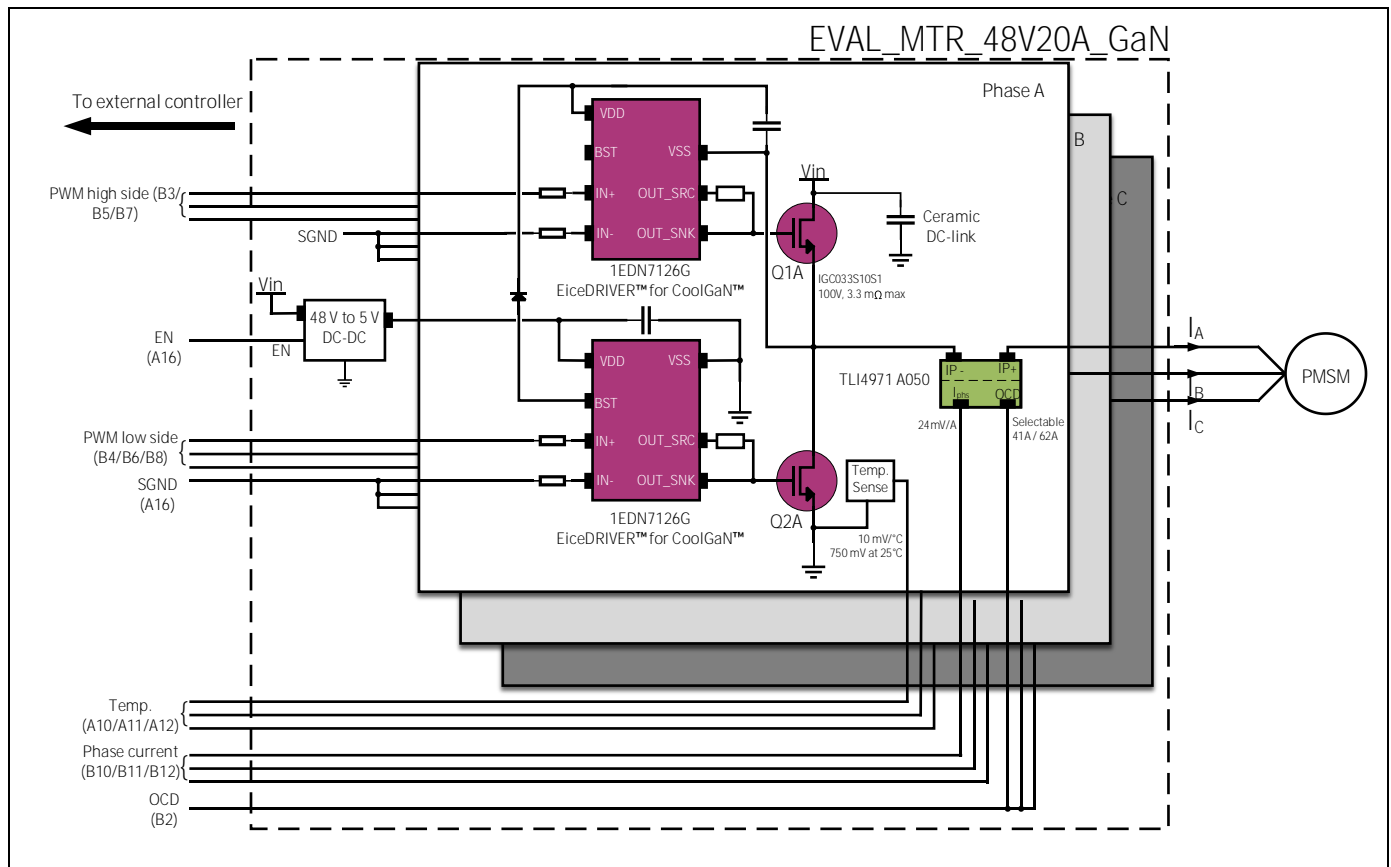 EVAL_MTR_48V20A_GaN
To external controller
Phase A
B
C
VDD
BST
VSS
IN+
OUT_SRC
IN-
OUT_SNK
PWM high side (B3/
B5/B7)
SGND
1EDN7126G
EiceDRIVER™ for CoolGaN™
Vin
Ceramic
DC-link
Q1A
IGC033S10S1
100V, 3.3 mΩ max
Vin
48 V to 5 V
DC-DC
EN
(A16)
EN
VDD
VSS
BST
IN+
OUT_SRC
IN-
OUT_SNK
PWM low side
(B4/B6/B8)
SGND
(A16)
1EDN7126G
EiceDRIVER™ for CoolGaN™
TLI4971 A050
IP -
IP+
Iphs
OCD
24mV/A
Selectable
41A / 62A
Temp.
Sense
Q2A
10 mV/°C
750 mV at 25°C
IA
IB
IC
PMSM
Temp.
(A10/A11/A12)
Phase current
(B10/B11/B12)
OCD
(B2)